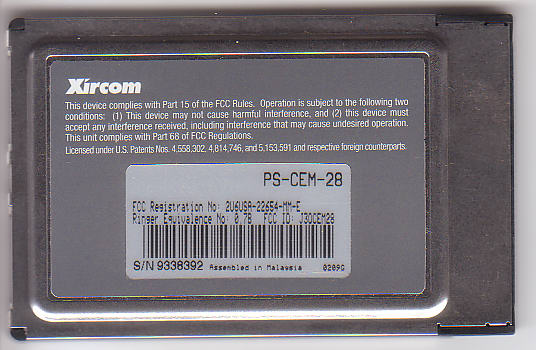 Xircom
This device complies with Part 15 of the FCC Rules. Operation is subject to the following two
conditions: (1) This device may not cause harmful interference, and (2) this device must
accept any interference received, including interference that may cause undesired operation.
This unit complies with Part 68 of FCC Regulations.
Licensed under U.S. Patents Nos. 4,558,302, 4,814,746, and 5,153,591 and respective foreign counterparts.
PS-CEM-28
FCC Registration No: 2U6USA-22654-MM-E
Ringer Equivalence No: 0.7B FCC ID: J30CEM28
S/N 9338392 Assembled in Malaysia 0209G